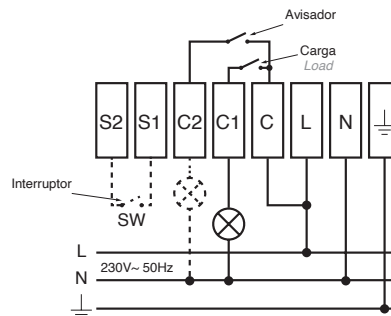 Avisador
Carga
Load
S2 S1 C2 C1 C L N
Interruptor
SW
L
230V~ 50Hz
N